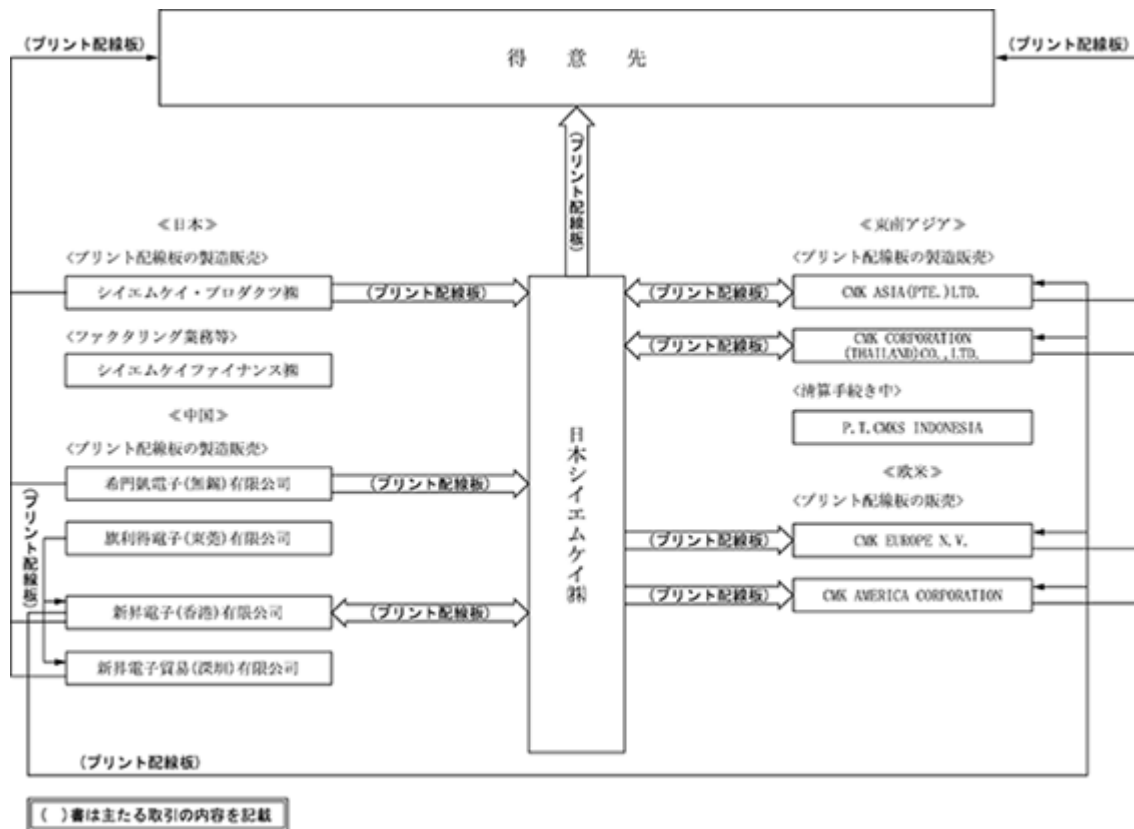 (プリント配線板)
得意先
(プリント配線板)
(プリント配線板)
≪日本≫
<プリント配線板の製造販売>
シイエムケイ・プロダクツ㈱
(プリント配線板)
<ファクタリング業務等>
シイエムケイファイナンス㈱
≪中国≫
<プリント配線板の製造販売>
希門凱電子(無錫)有限公司
(プリント配線板)
旗利得電子(東莞)有限公司
新昇電子(香港)有限公司
(プリント配線板)
新昇電子貿易(深圳)有限公司
(プリント配線板)
(プリント配線板)
日本シイエムケイ㈱
≪東南アジア≫
<プリント配線板の製造販売>
(プリント配線板)
CMK ASIA(PTE.)LTD.
(プリント配線板)
CMK CORPORATION
(THAILAND)CO.,LTD.
<清算手続き中>
P.T.CMKS INDONESIA
≪欧米≫
<プリント配線板の販売>
(プリント配線板)
CMK EUROPE N.V.
(プリント配線板)
CMK AMERICA CORPORATION
( )書は主たる取引の内容を記載